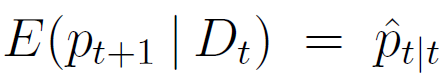 E(p_{t+1} | D_t) = \hat{p}_{t|t}